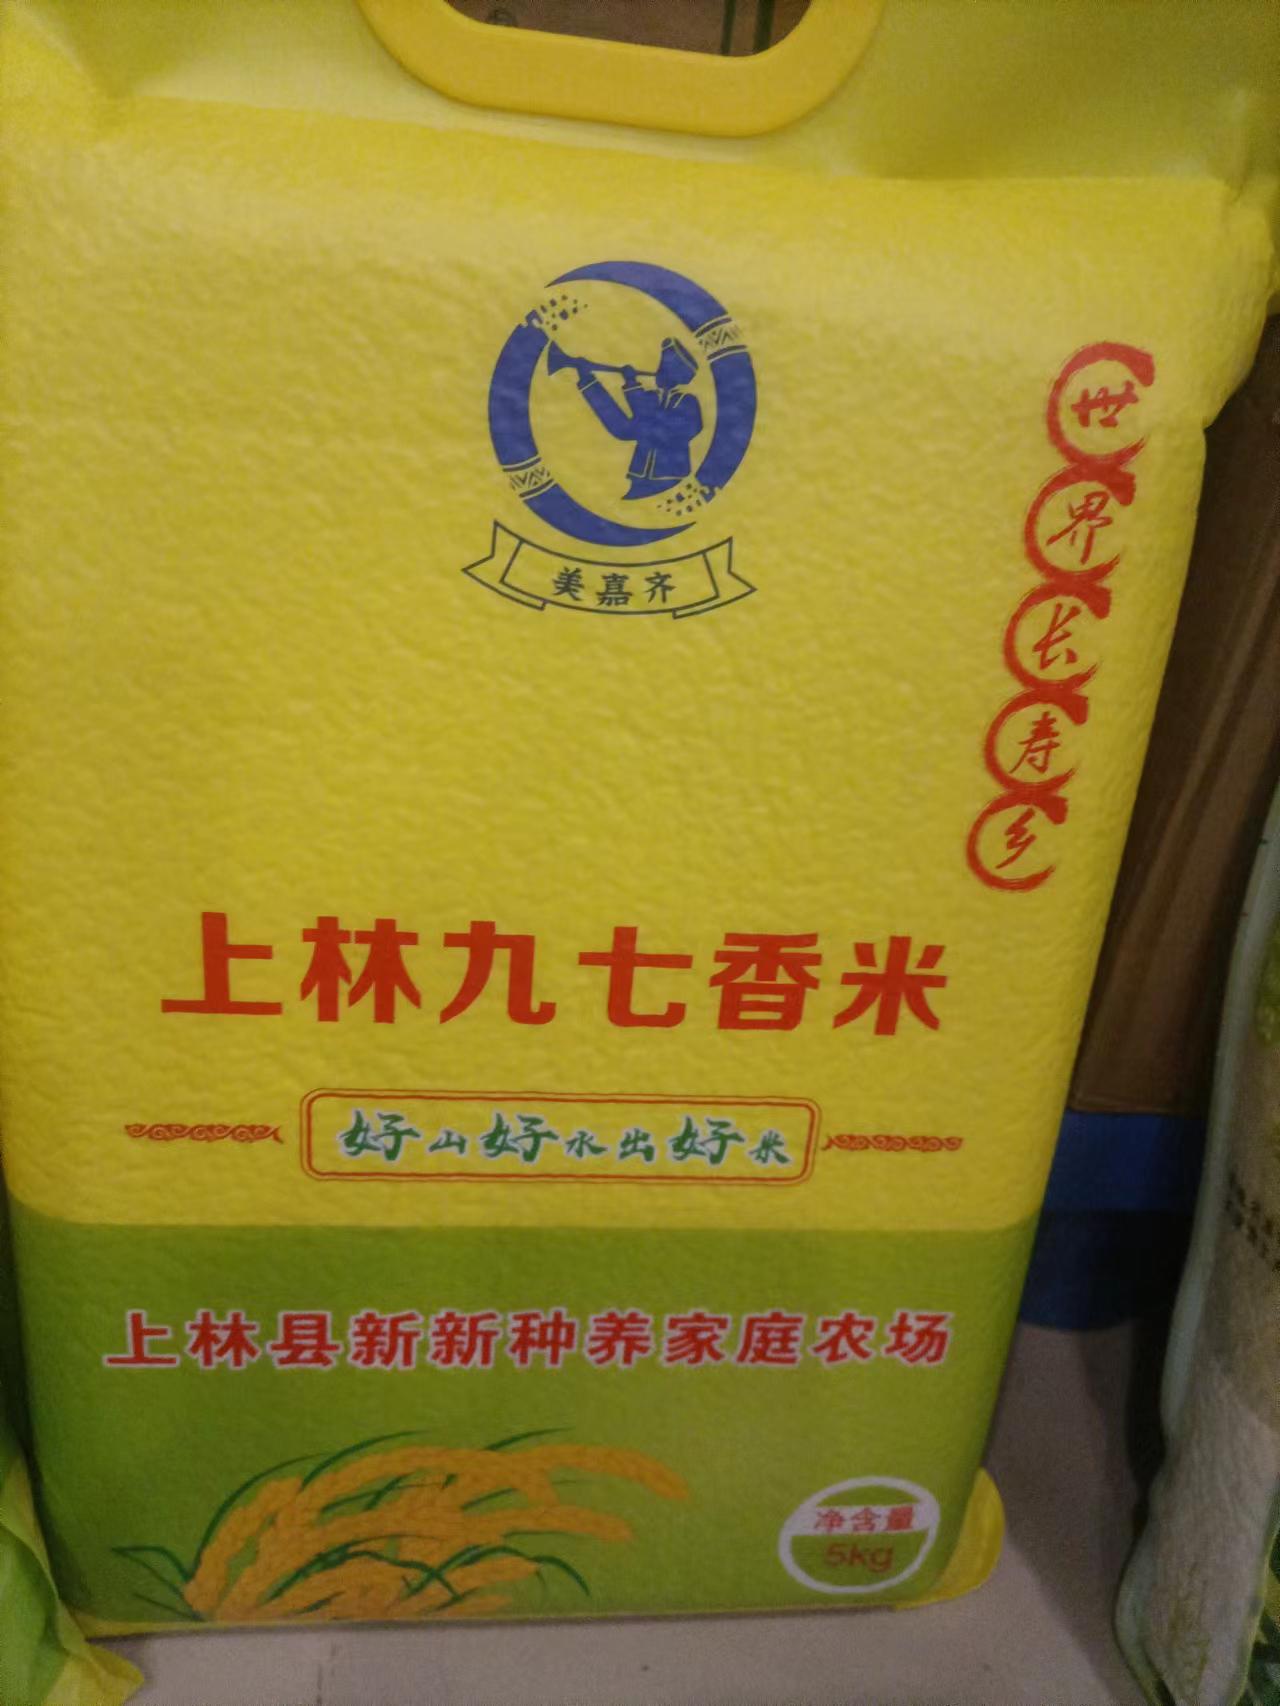 美嘉齐
世界长寿乡
上林九七香米
好山好水出好米
上林县新新种养家庭农场
净含量
5kg